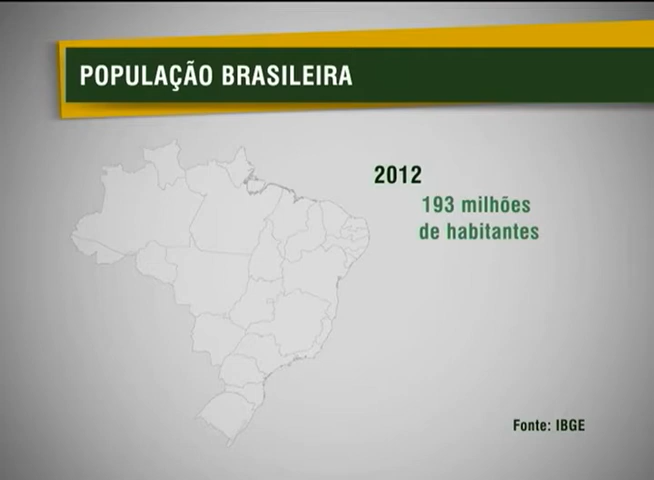 POPULAÇÃO BRASILEIRA
2012
193 milhões
de habitantes
Fonte: IBGE